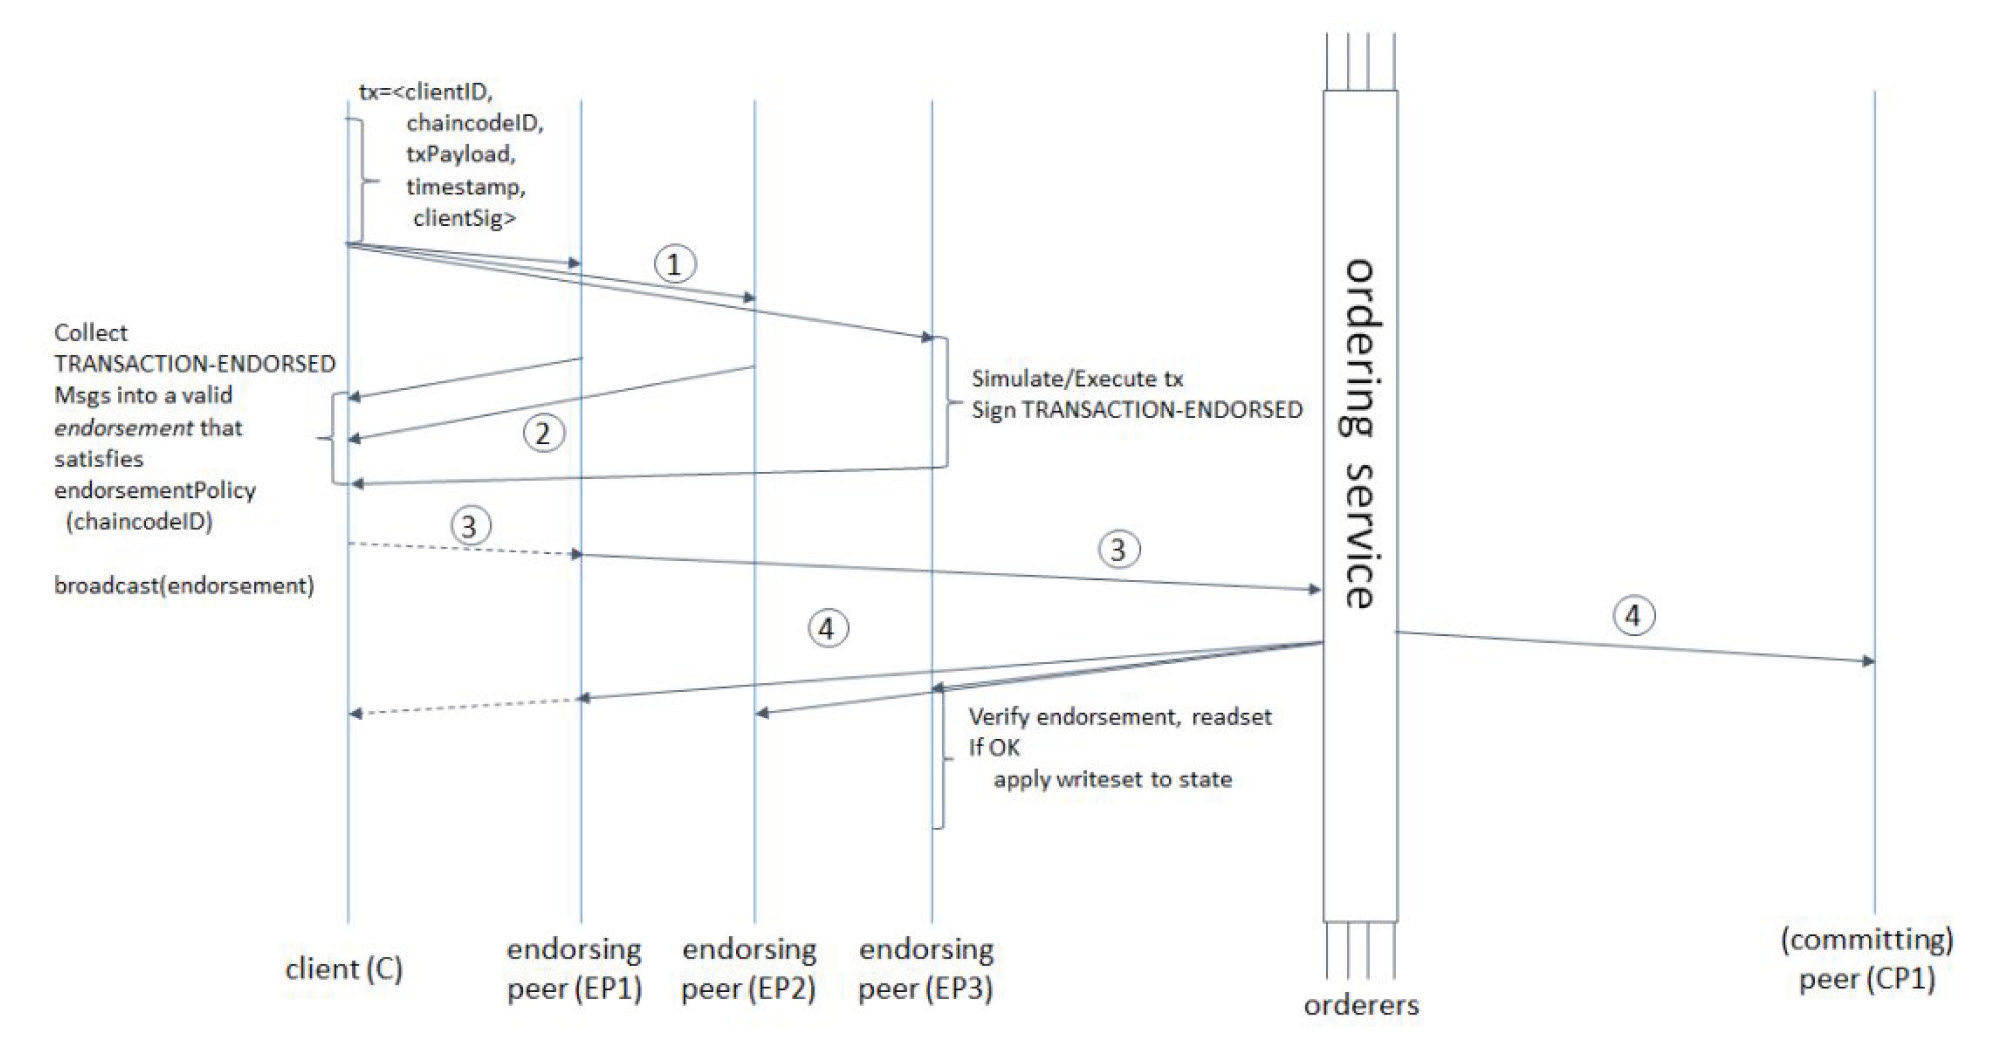 tx=<clientID,
chaincodeID,
txPayload,
timestamp,
clientSig>
1
Collect
TRANSACTION-ENDORSED
Msgs into a valid
endorsement that
satisfies
endorsementPolicy
(chaincodeID)
2
Simulate/Execute tx
Sign TRANSACTION-ENDORSED
ordering service
3
3
broadcast(endorsement)
4
4
Verify endorsement, readset
If OK
apply writeset to state
client (C)
endorsing
peer (EP1)
endorsing
peer (EP2)
endorsing
peer (EP3)
orderers
(committing)
peer (CP1)